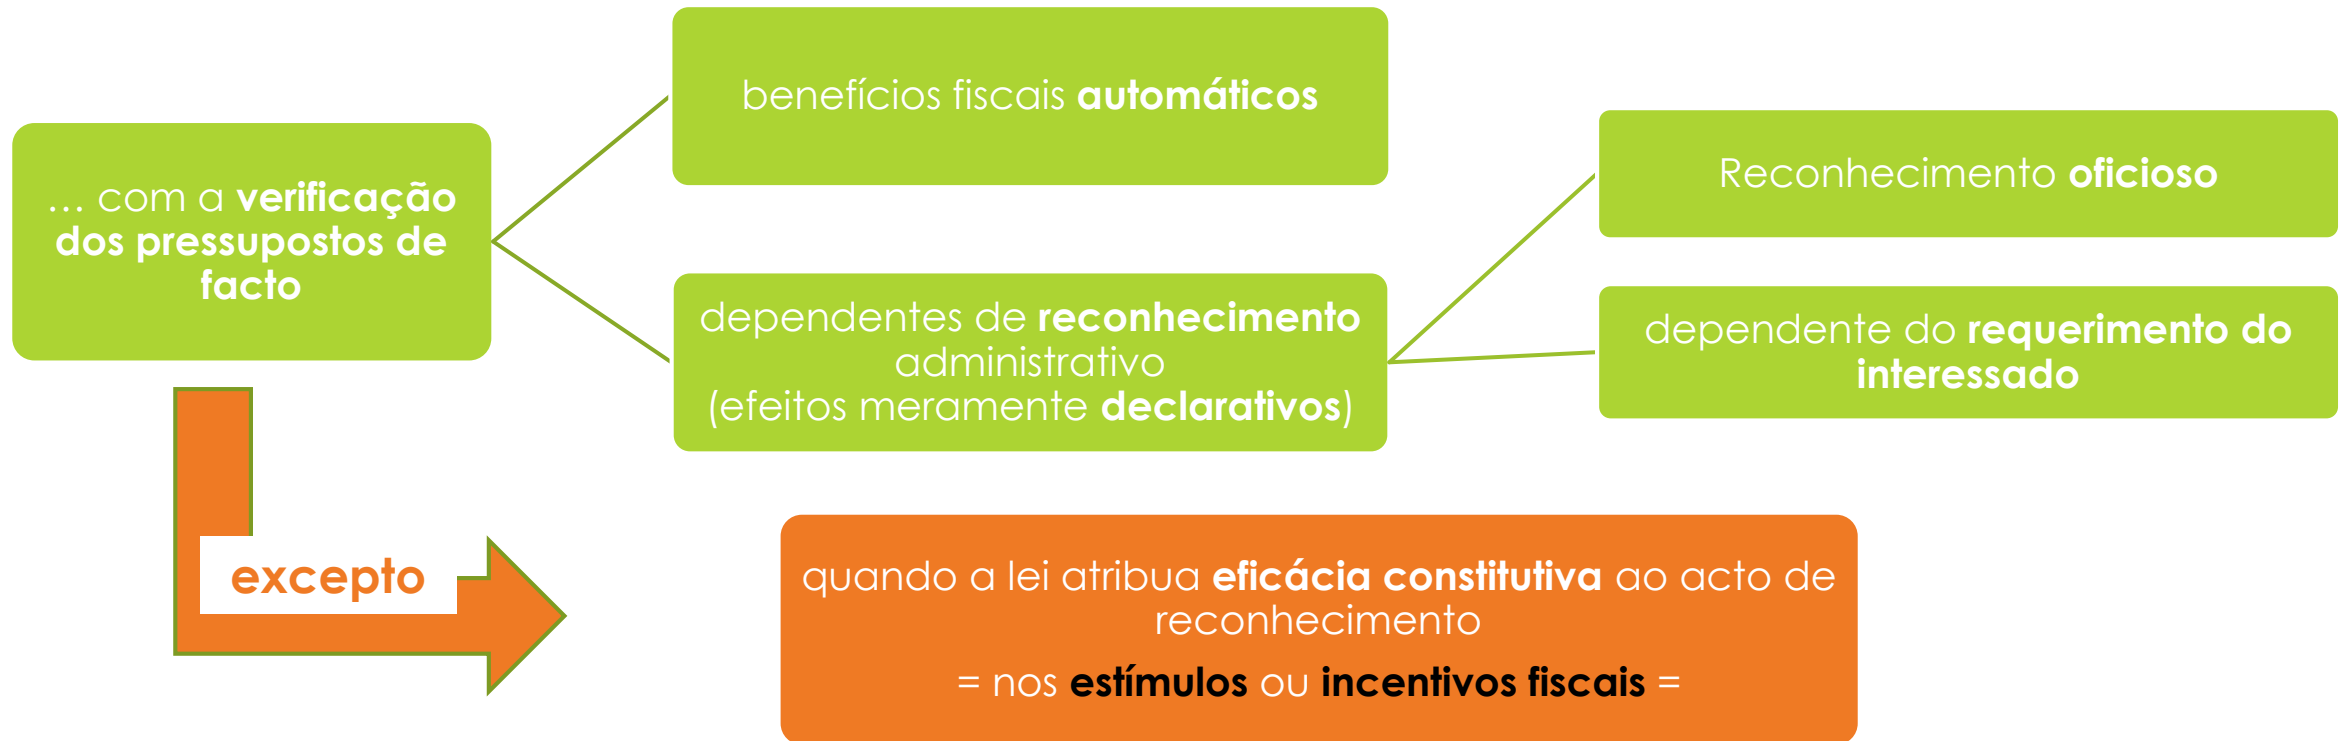 benefícios fiscais automáticos
... com a verificação
dos pressupostos de
facto
Reconhecimento oficioso
dependentes de reconhecimento
administrativo
(efeitos meramente declarativos)
dependente do requerimento do
interessado
excepto
quando a lei atribua eficácia constitutiva ao acto de
reconhecimento
= nos estímulos ou incentivos fiscais =